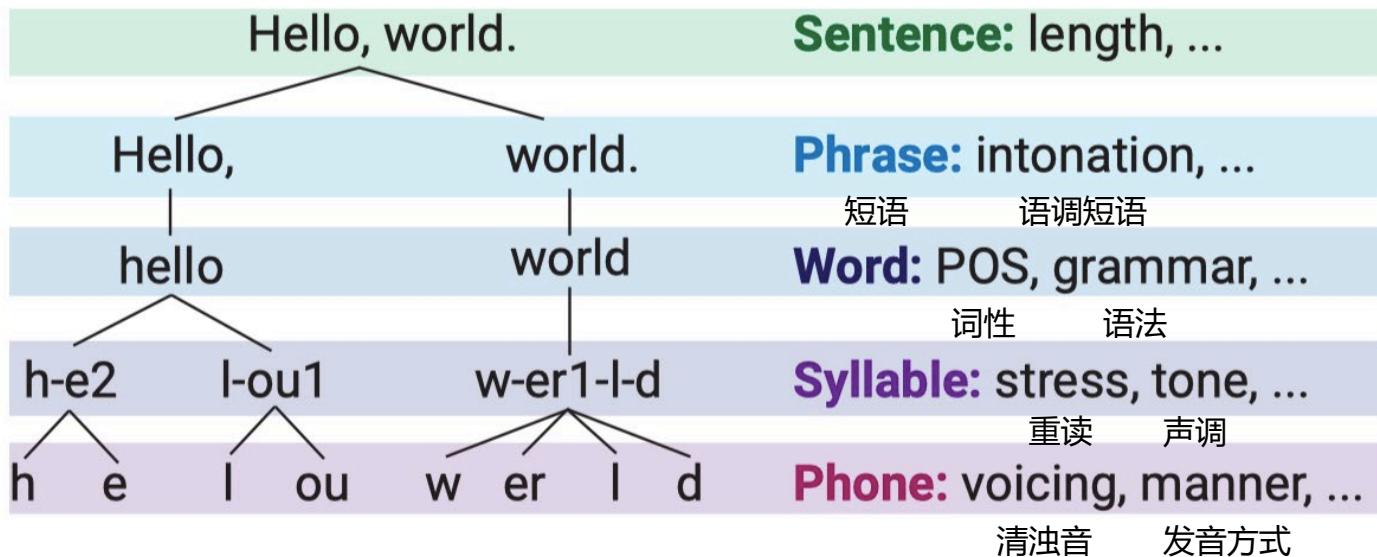 Hello, world. Sentence: length, ...
Hello, world. Phrase: intonation, ...
短语 语调短语
hello world Word: POS, grammar, ...
词性 语法
h-e2 l-ou1 w-er1-l-d Syllable: stress, tone, ...
重读 声调
h e l ou w er l d Phone: voicing, manner, ...
清浊音 发音方式